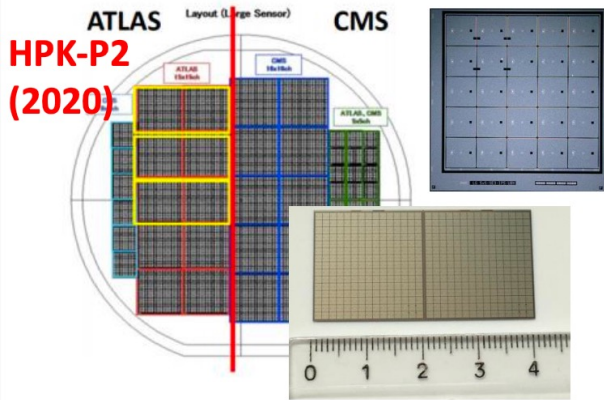 ATLAS
Layout (Large Sensor)
CMS
HPK-P2
(2020)
ATLAS
15x15ch
CMS
16x16ch
ATLAS, CMS
5x5ch
0 1 2 3 4